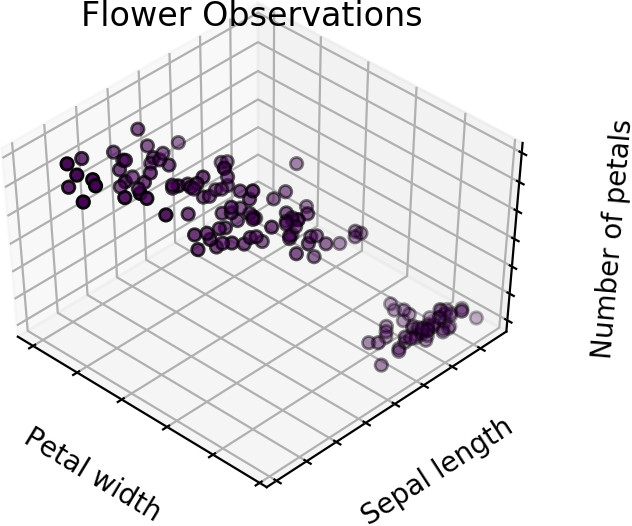 Flower Observations
Petal width
Sepal length
Number of petals